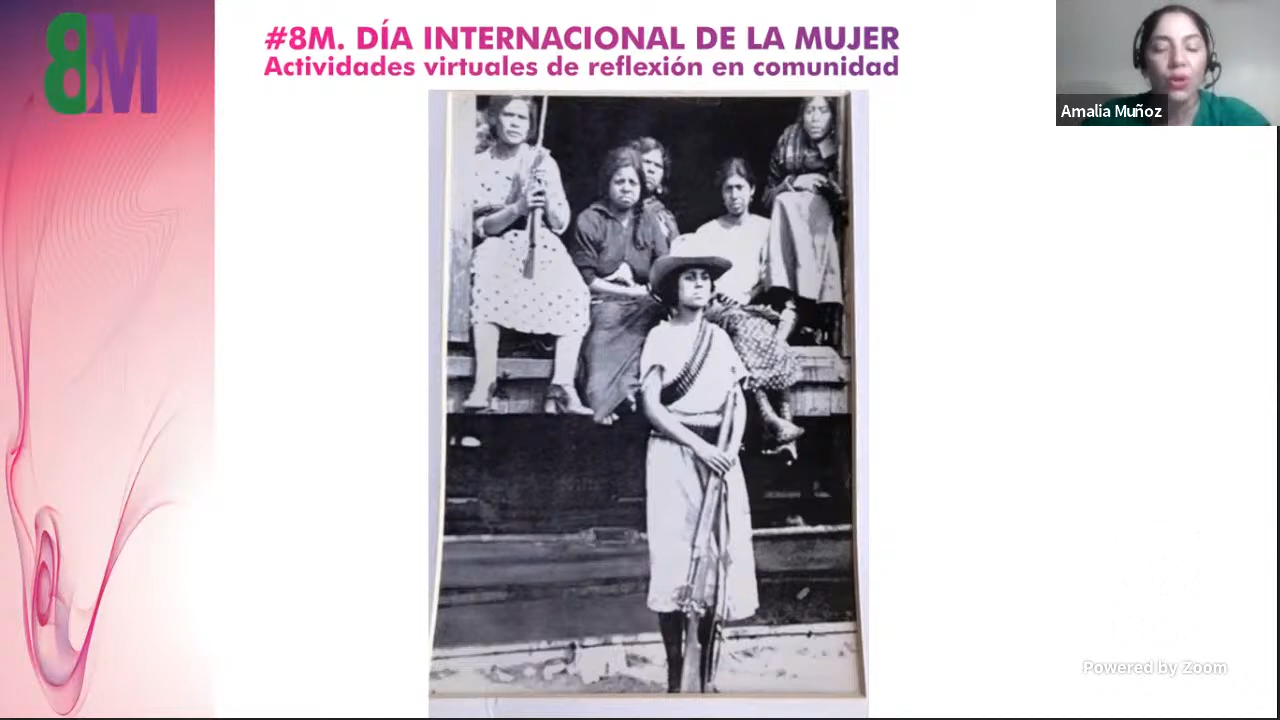 8M
#8M. DÍA INTERNACIONAL DE LA MUJER
Actividades virtuales de reflexión en comunidad
Amalia Muñoz
Powered by Zoom